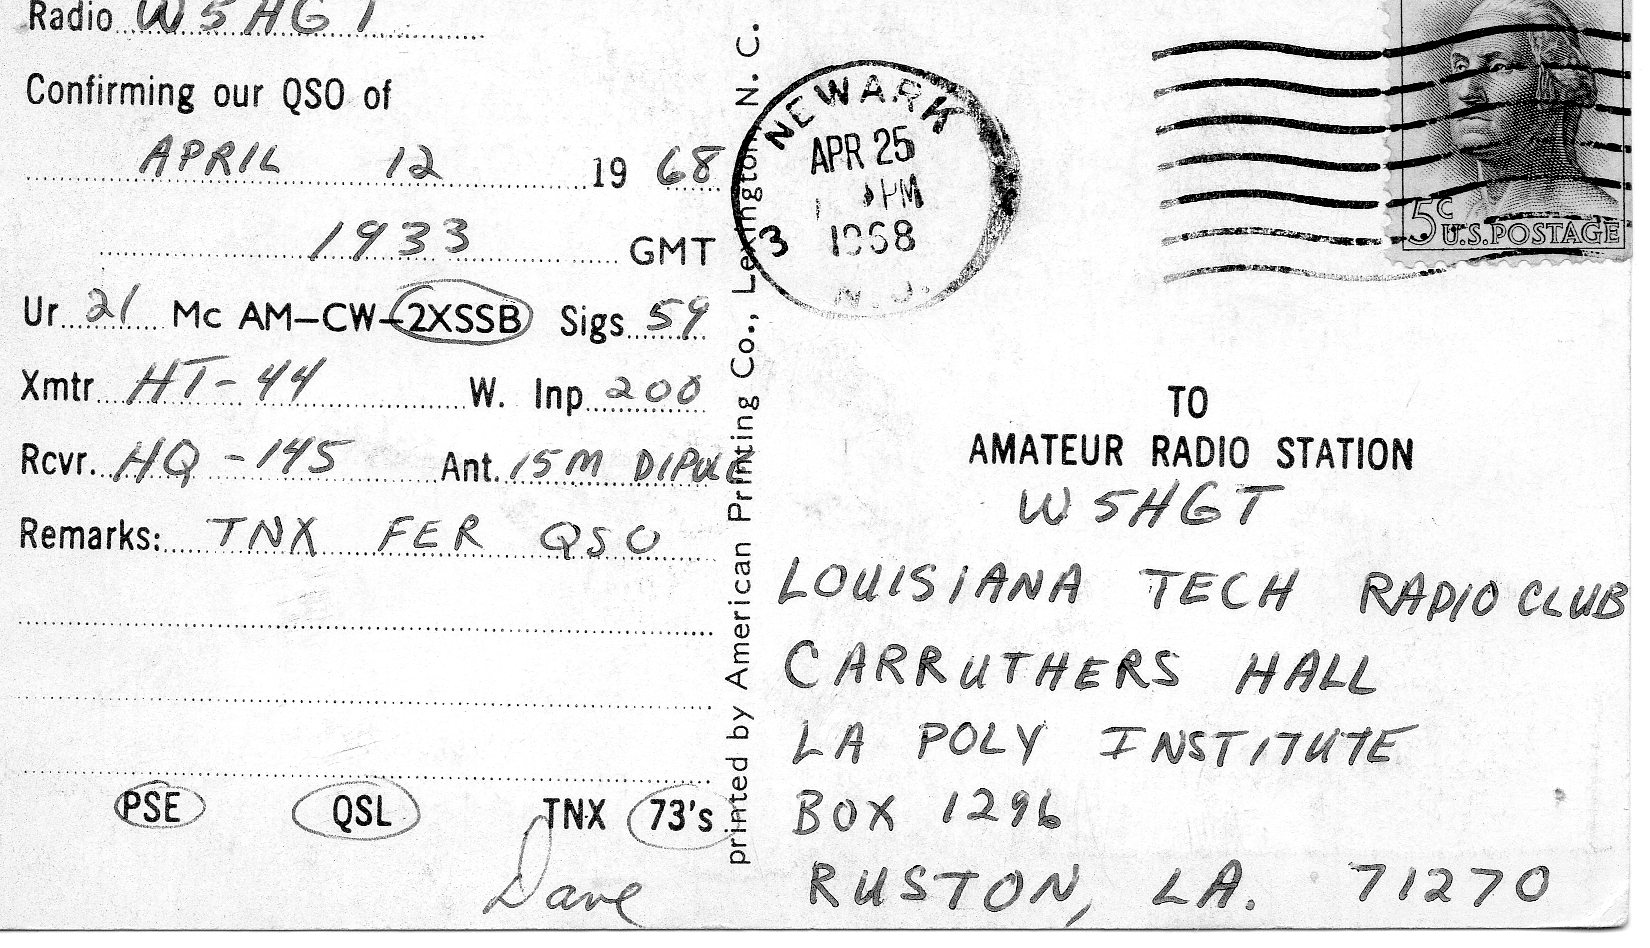 Radio W5HGT
Confirming our QSO of
APRIL 12 1968
1933 GMT
Ur 21 Mc AM-CW-2XSSB Sigs 59
Xmtr HT-44 W. Inp 200
Rcvr. HQ-145 Ant. 15M DIPOLE
Remarks: TNX FER QSO
PSE QSL TNX 73's
Dave
printed by American Printing Co., Lexington, N. C.
NEWARK
APR 25
PM
1968
3
N.J.
5c
U.S.POSTAGE
TO
AMATEUR RADIO STATION
W5HGT
LOUISIANA TECH RADIO CLUB
CARRUTHERS HALL
LA POLY INSTITUTE
BOX 1296
RUSTON, LA. 71270